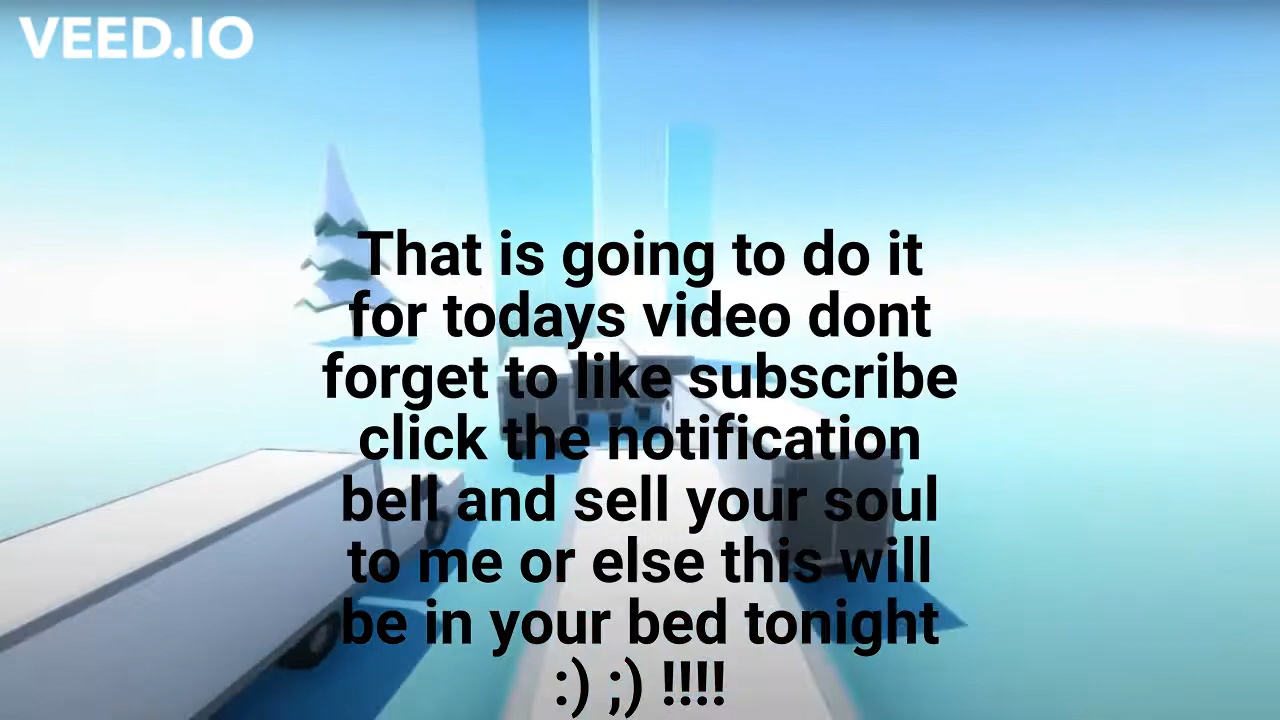 VEED.IO
That is going to do it
for todays video dont
forget to like subscribe
click the notification
bell and sell your soul
to me or else this will
be in your bed tonight
:) ;) !!!!